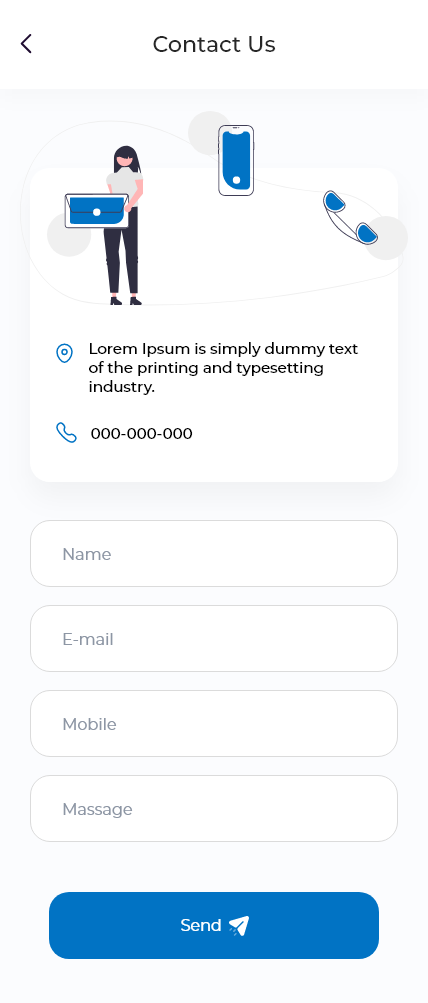 Contact Us
Lorem Ipsum is simply dummy text
of the printing and typesetting
industry.
000-000-000
Name
E-mail
Mobile
Massage
Send